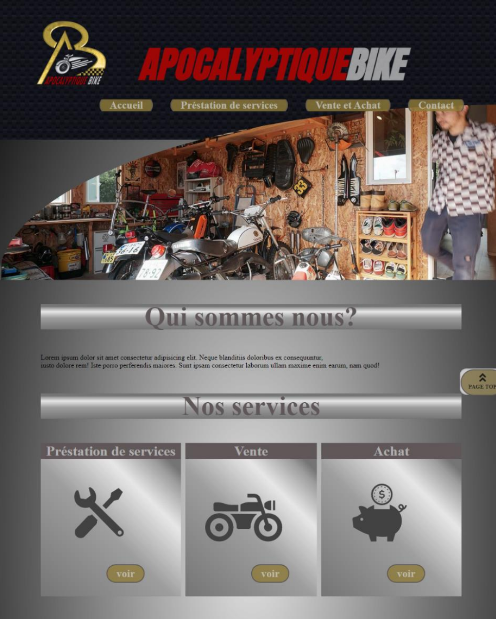 APOCALYPTIQUE BIKE
APOCALYPTIQUEBIKE
Accueil
Préstation de services
Vente et Achat
Contact
33
Qui sommes nous?
Lorem ipsum dolor sit amet consectetur adipisicing elit. Neque blanditiis doloribus ex consequuntur,
iusto dolore rem! Iste porro perferendis maiores. Sunt ipsam consectetur laborum ullam maxime enim earum, nam quod!
PAGE TOP
Nos services
Préstation de services
Vente
Achat
$
voir
voir
voir